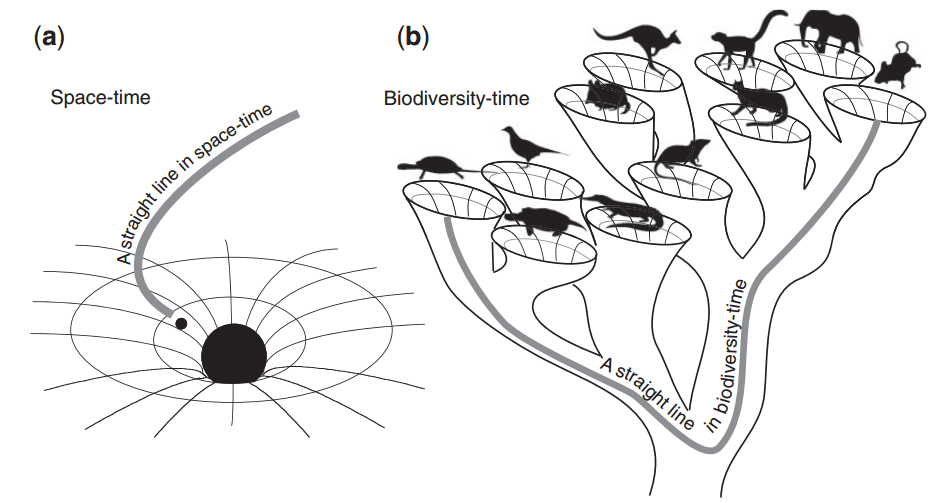 (a)
Space-time
A straight line in space-time
(b)
Biodiversity-time
A straight line
in biodiversity-time